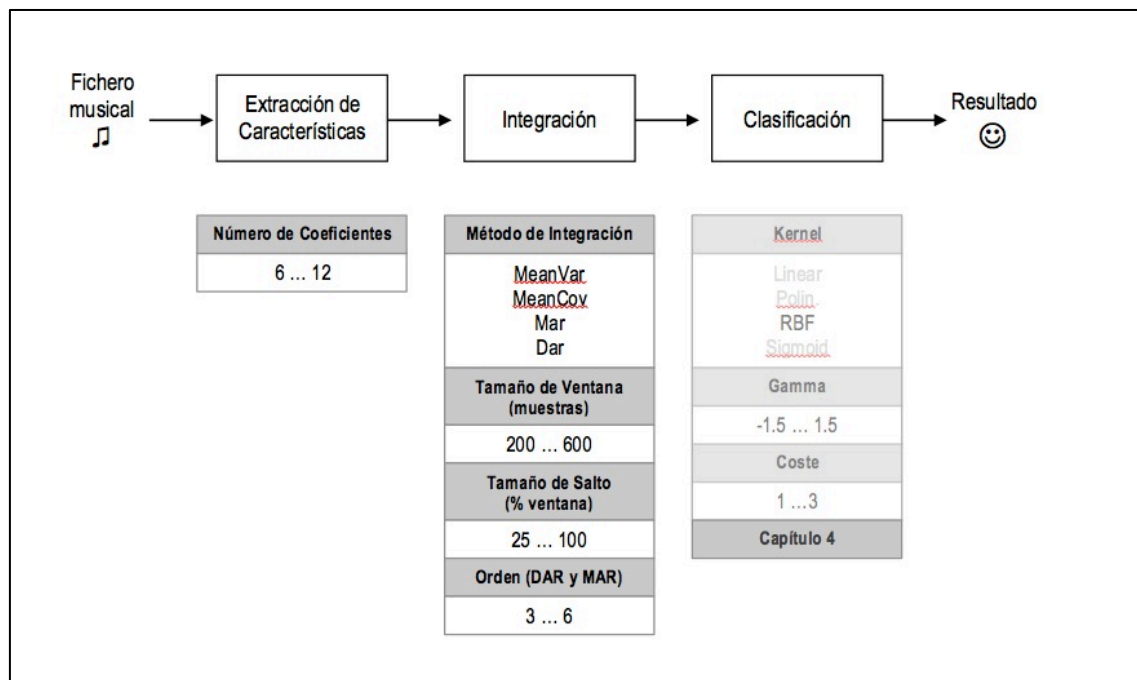 Fichero
musical
Extracción de
Características
Integración
Clasificación
Resultado
Número de Coeficientes
6 ... 12
Método de Integración
MeanVar
MeanCov
Mar
Dar
Tamaño de Ventana
(muestras)
200 ... 600
Tamaño de Salto
(% ventana)
25 ... 100
Orden (DAR y MAR)
3 ... 6
Kernel
Linear
Polin.
RBF
Sigmoid
Gamma
-1.5 ... 1.5
Coste
1 ...3
Capítulo 4